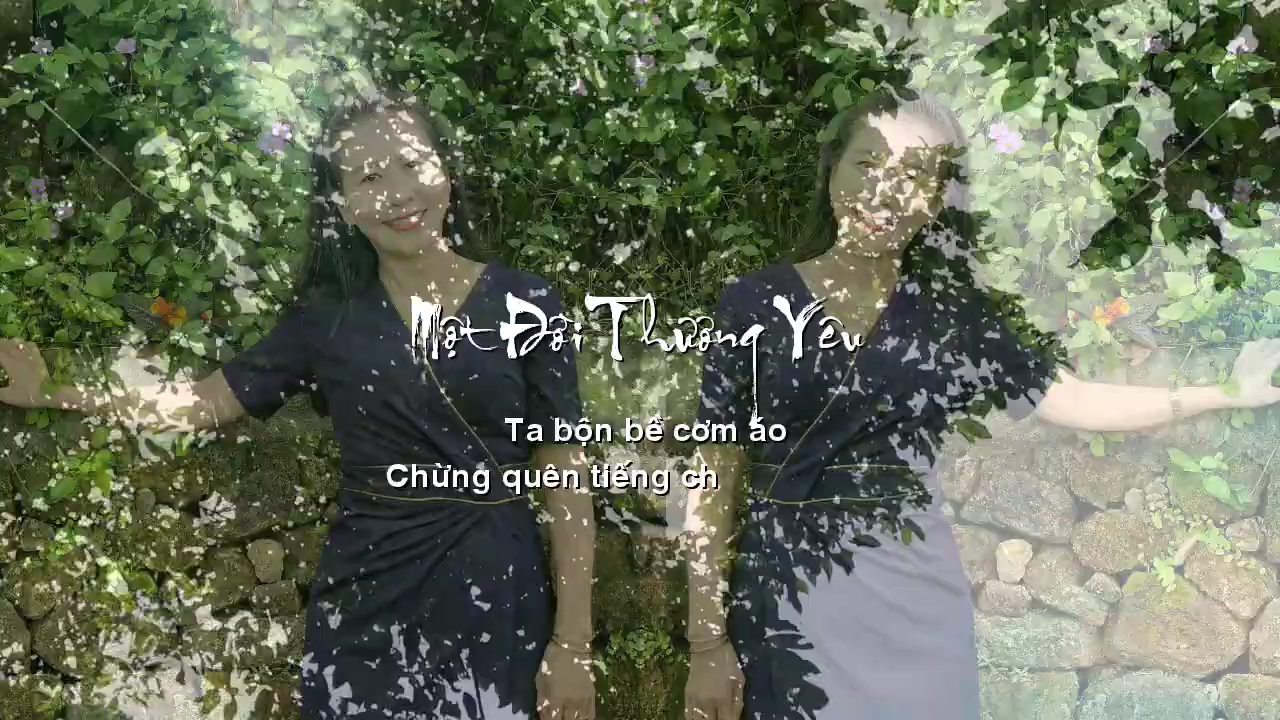 Một Đời Thương Yêu
Ta bộn bề cơm áo
Chừng quên tiếng ch